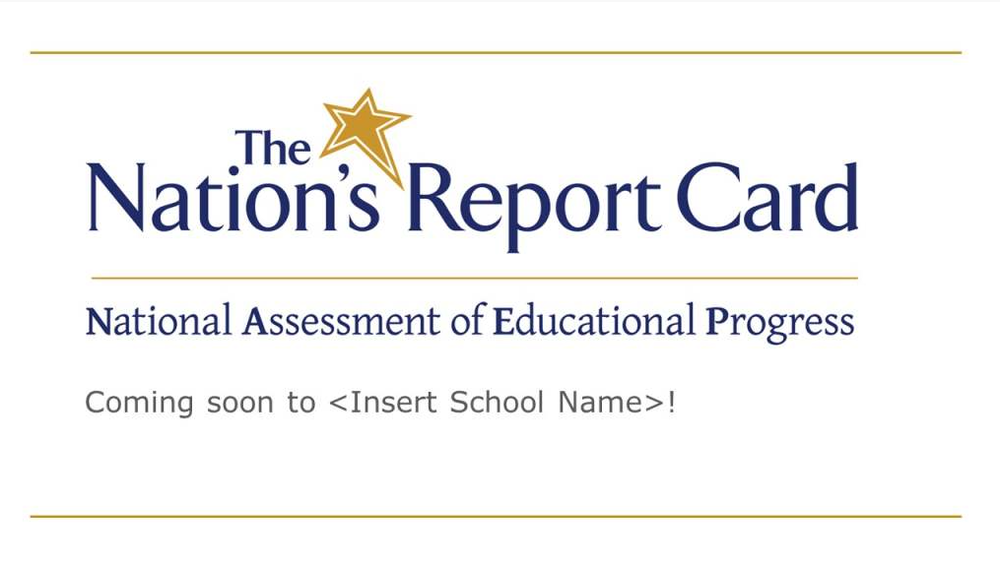 The
Nation's Report Card
National Assessment of Educational Progress
Coming soon to <Insert School Name>!